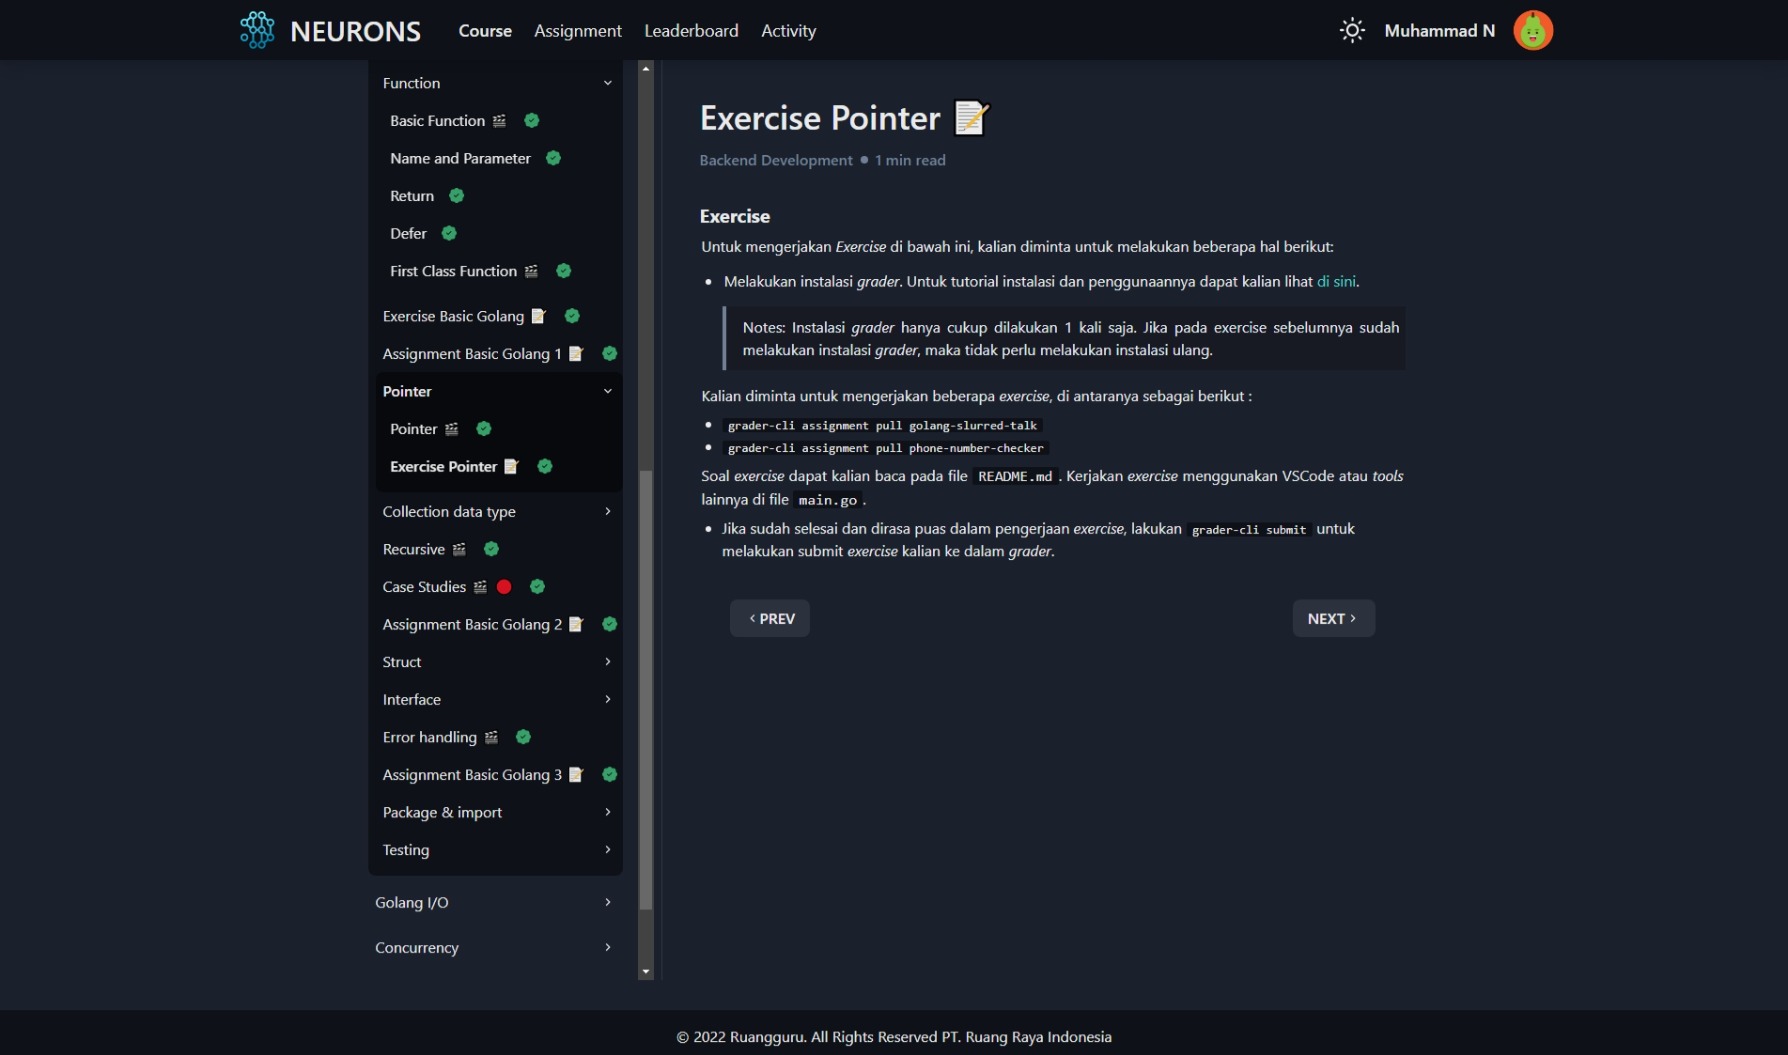 NEURONS Course Assignment Leaderboard Activity Muhammad N
Function
Basic Function
Name and Parameter
Return
Defer
First Class Function
Exercise Basic Golang
Assignment Basic Golang 1
Pointer
Pointer
Exercise Pointer
Collection data type
Recursive
Case Studies
Assignment Basic Golang 2
Struct
Interface
Error handling
Assignment Basic Golang 3
Package & import
Testing
Golang I/O
Concurrency
Exercise Pointer
Backend Development • 1 min read
Exercise
Untuk mengerjakan Exercise di bawah ini, kalian diminta untuk melakukan beberapa hal berikut:
• Melakukan instalasi grader. Untuk tutorial instalasi dan penggunaannya dapat kalian lihat di sini.
Notes: Instalasi grader hanya cukup dilakukan 1 kali saja. Jika pada exercise sebelumnya sudah
melakukan instalasi grader, maka tidak perlu melakukan instalasi ulang.
Kalian diminta untuk mengerjakan beberapa exercise, di antaranya sebagai berikut :
• grader-cli assignment pull golang-slurred-talk
• grader-cli assignment pull phone-number-checker
Soal exercise dapat kalian baca pada file README.md . Kerjakan exercise menggunakan VSCode atau tools
lainnya di file main.go .
• Jika sudah selesai dan dirasa puas dalam pengerjaan exercise, lakukan grader-cli submit untuk
melakukan submit exercise kalian ke dalam grader.
‹ PREV
NEXT ›
© 2022 Ruangguru. All Rights Reserved PT. Ruang Raya Indonesia